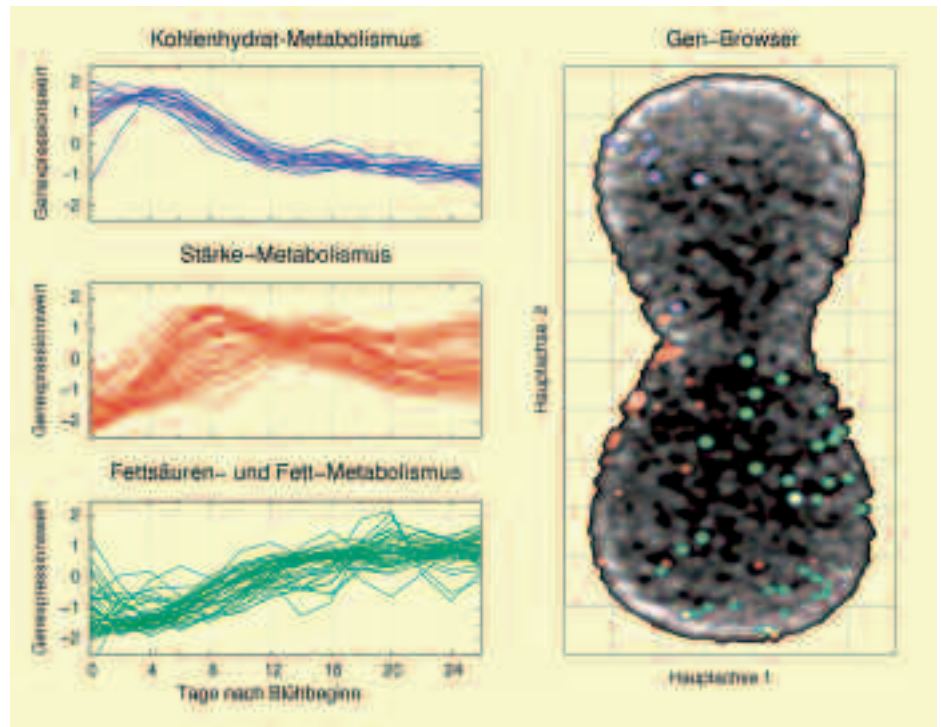 Kohlenhydrat-Metabolismus
Genexpressionswert
2
1
0
-1
-2
Stärke-Metabolismus
2
1
0
-1
-2
Fettsäuren- und Fett-Metabolismus
2
1
0
-1
-2
0 4 8 12 16 20 24
Tage nach Blühbeginn
Gen-Browser
Hauptachse 2
Hauptachse 1